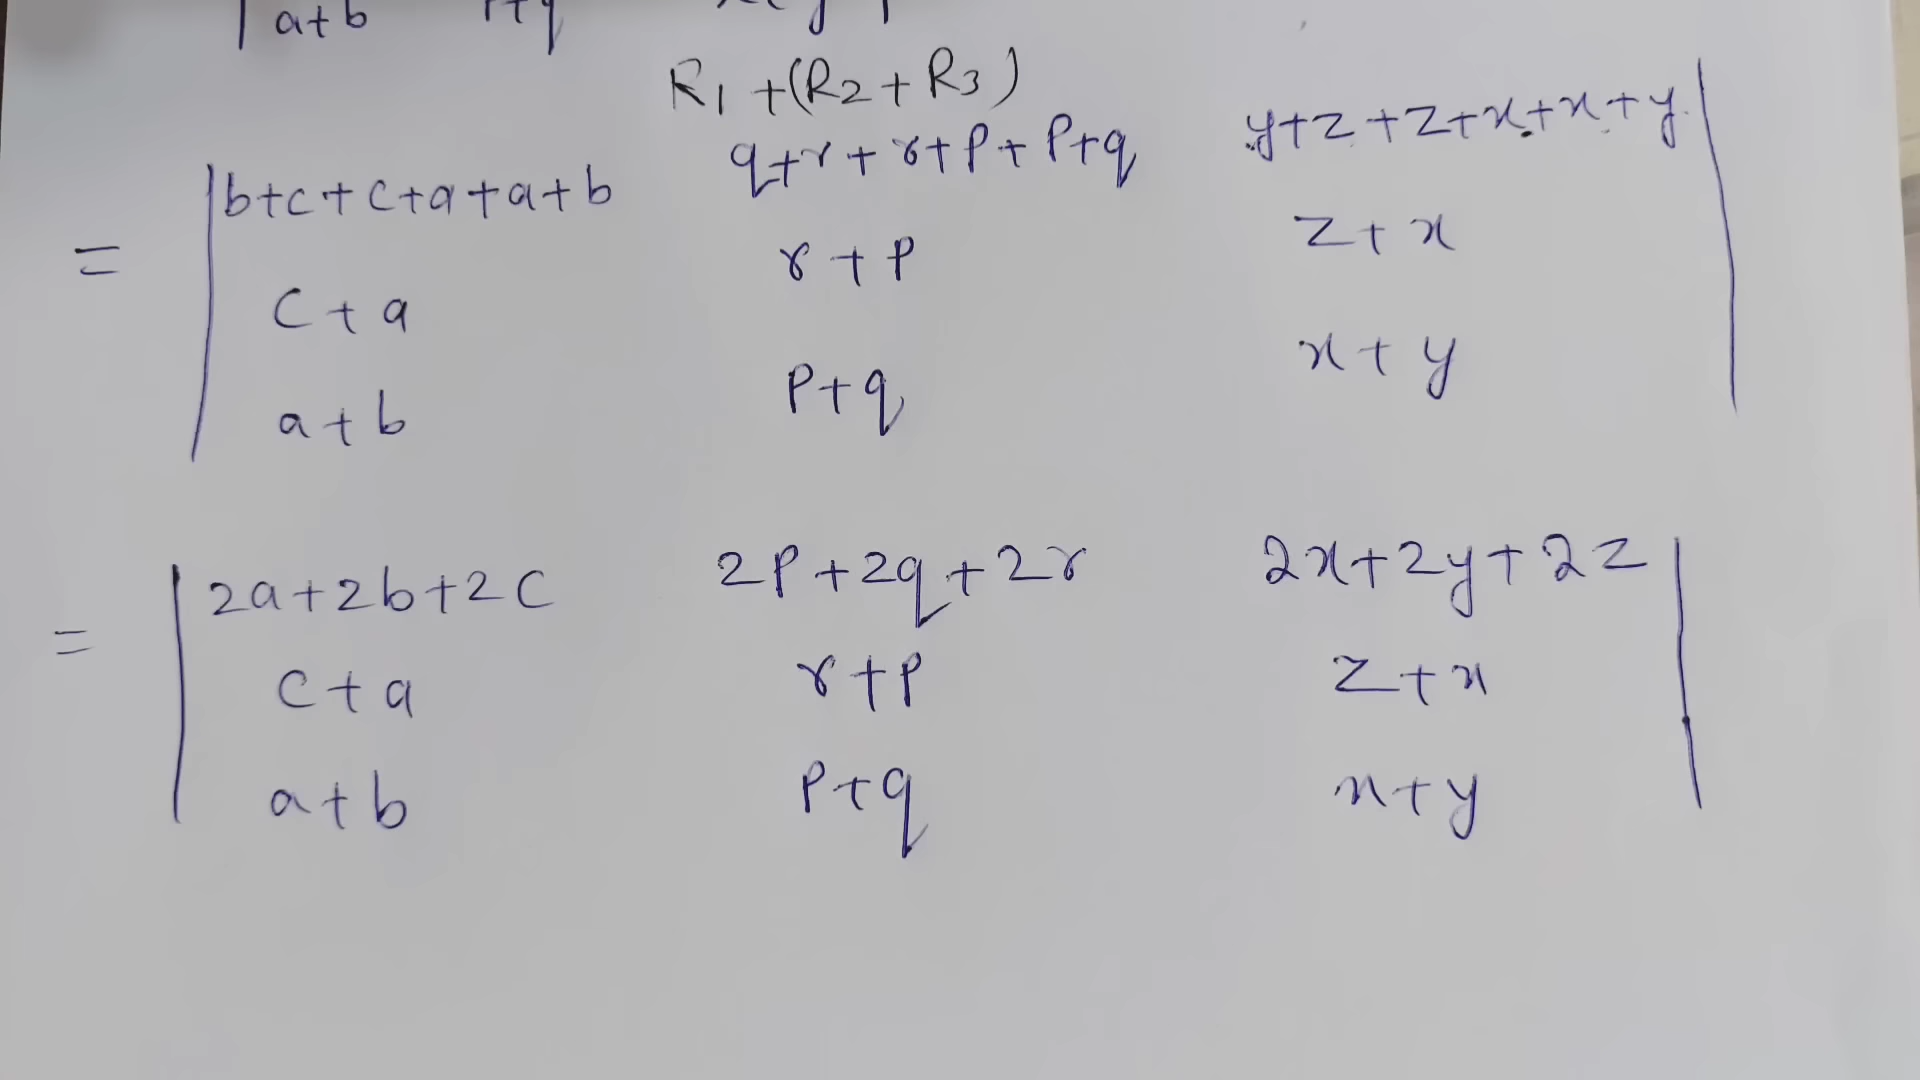 a+b
R1 +(R2 + R3)
b+c+c+a+a+b q+r+r+p+p+q y+z+z+x+x+y
= c+a r+p z+x
a+b p+q x+y
2a+2b+2c 2p+2q+2r 2x+2y+2z
= c+a r+p z+x
a+b p+q x+y